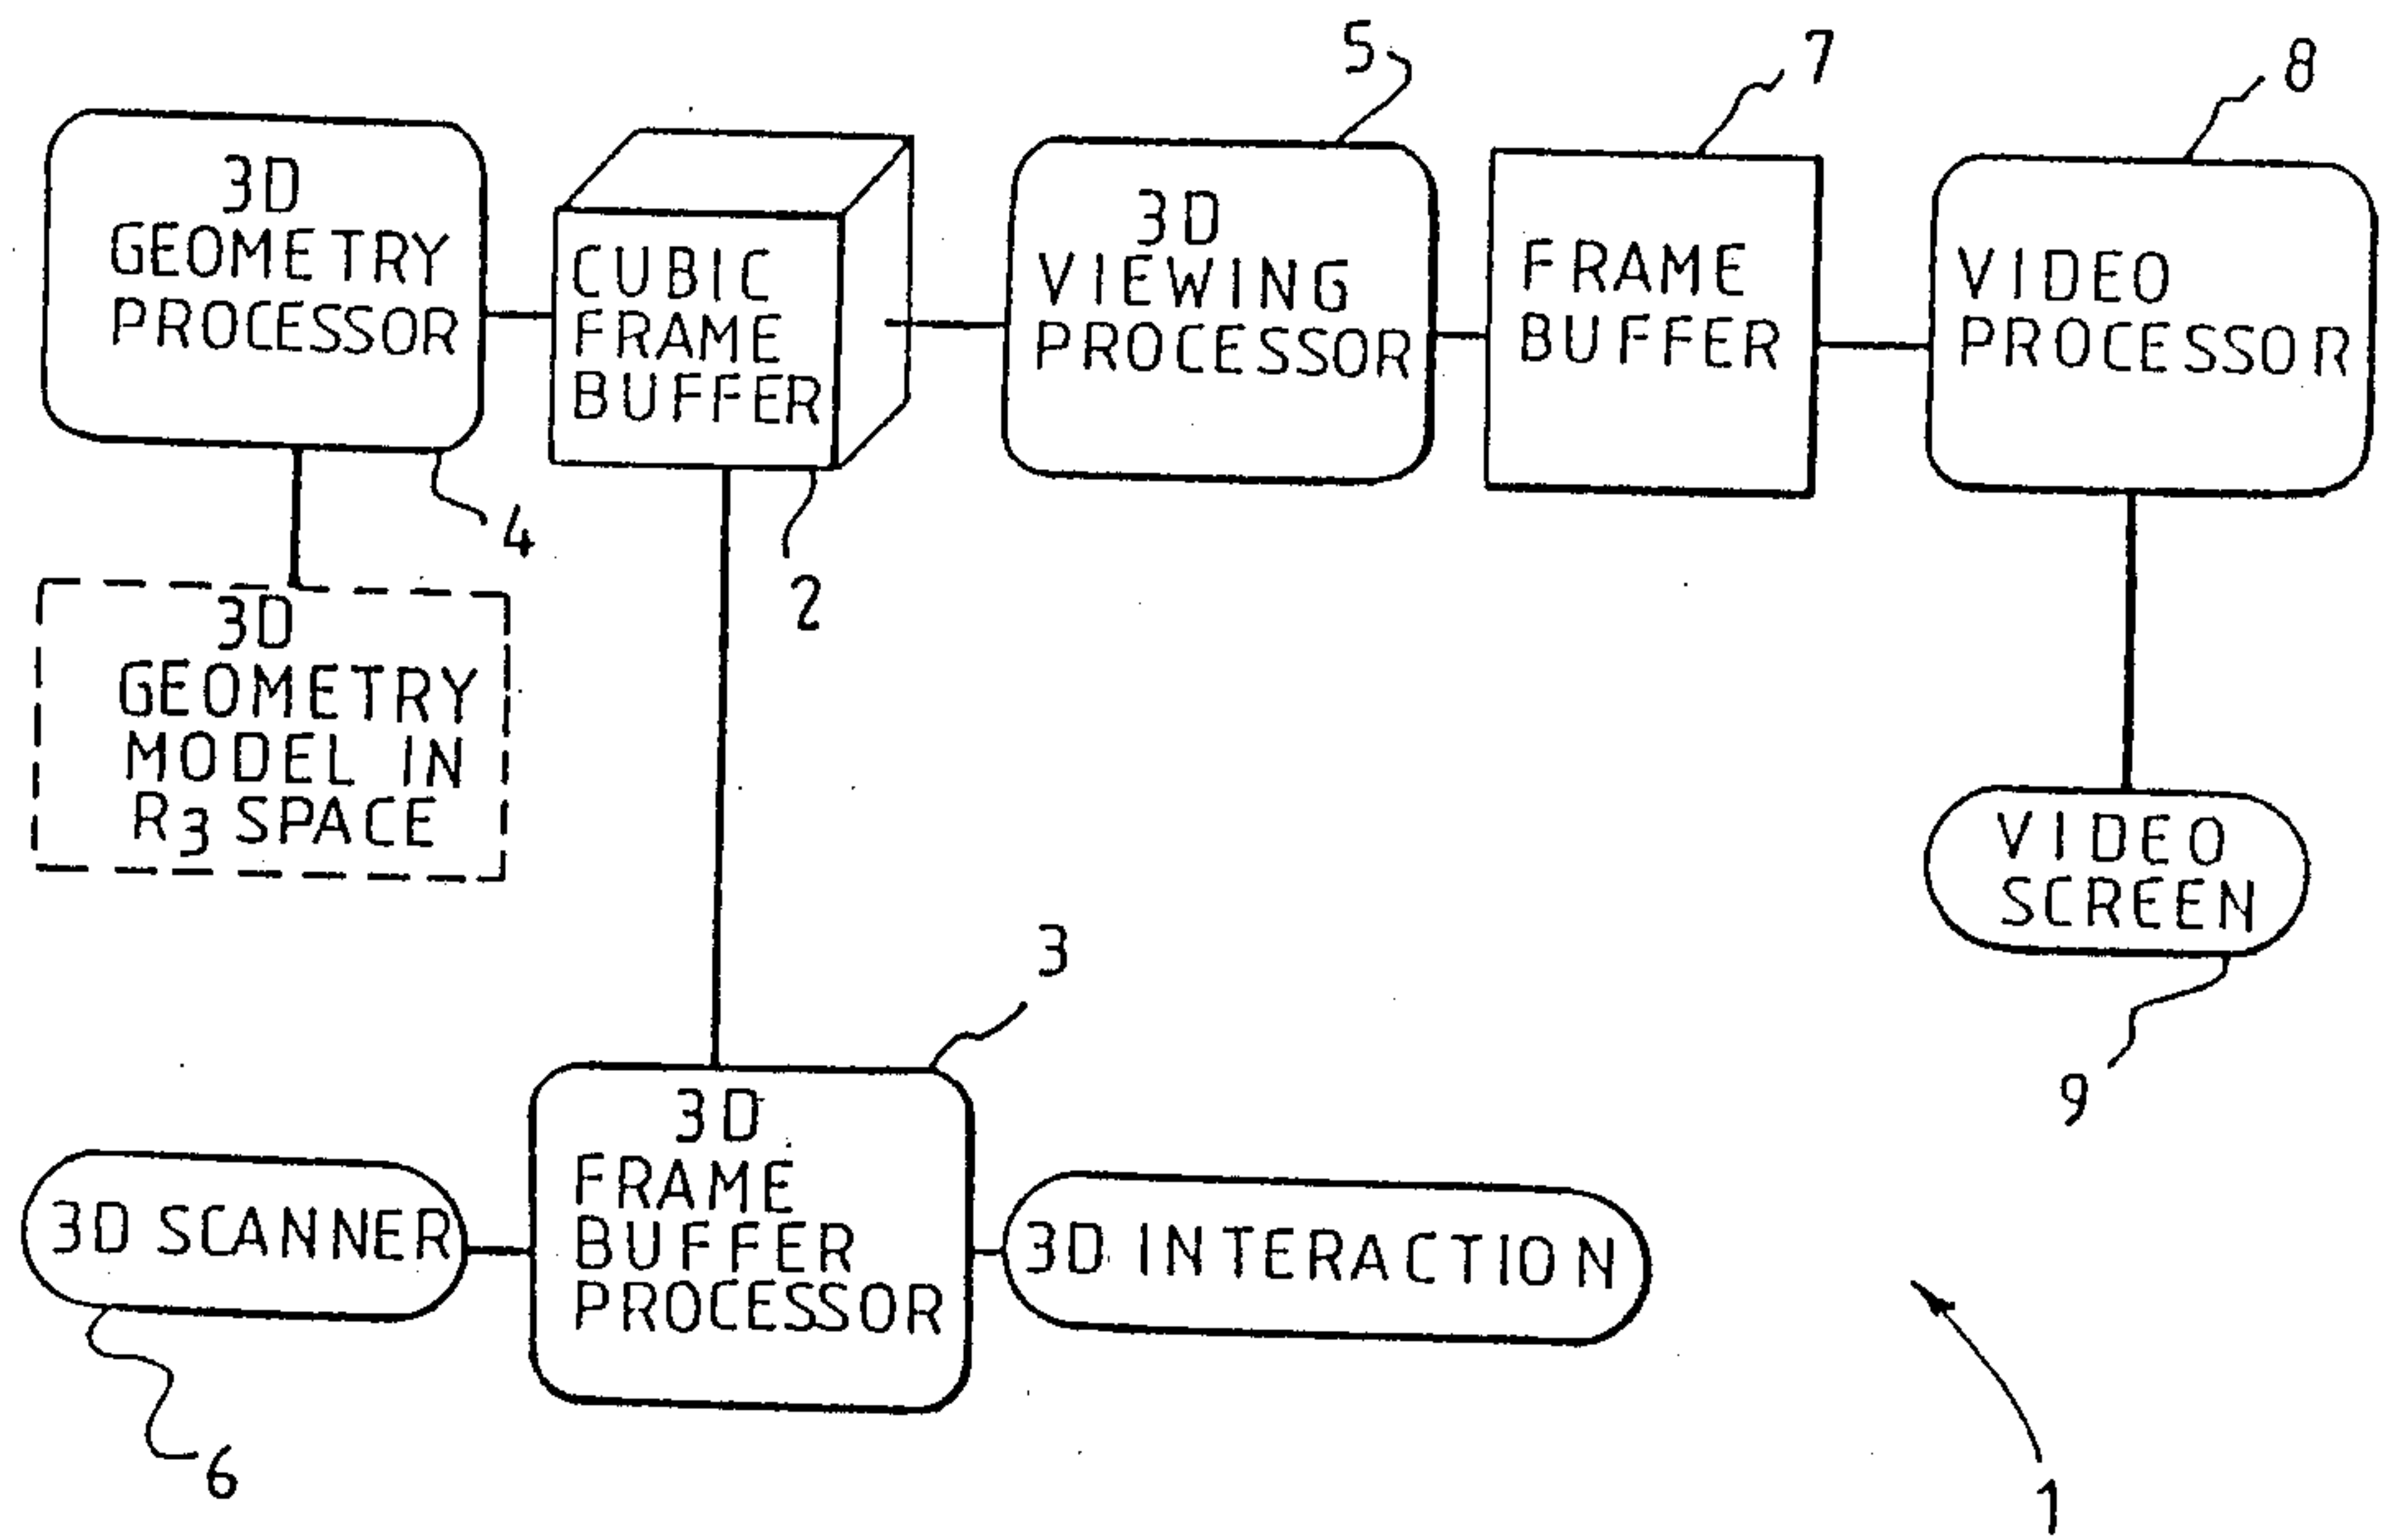 5
7
8
3D
GEOMETRY
PROCESSOR
CUBIC
FRAME
BUFFER
3D
VIEWING
PROCESSOR
FRAME
BUFFER
VIDEO
PROCESSOR
4
2
3D
GEOMETRY
MODEL IN
R3 SPACE
VIDEO
SCREEN
3
9
3D
FRAME
BUFFER
PROCESSOR
3D SCANNER
3D INTERACTION
6
1